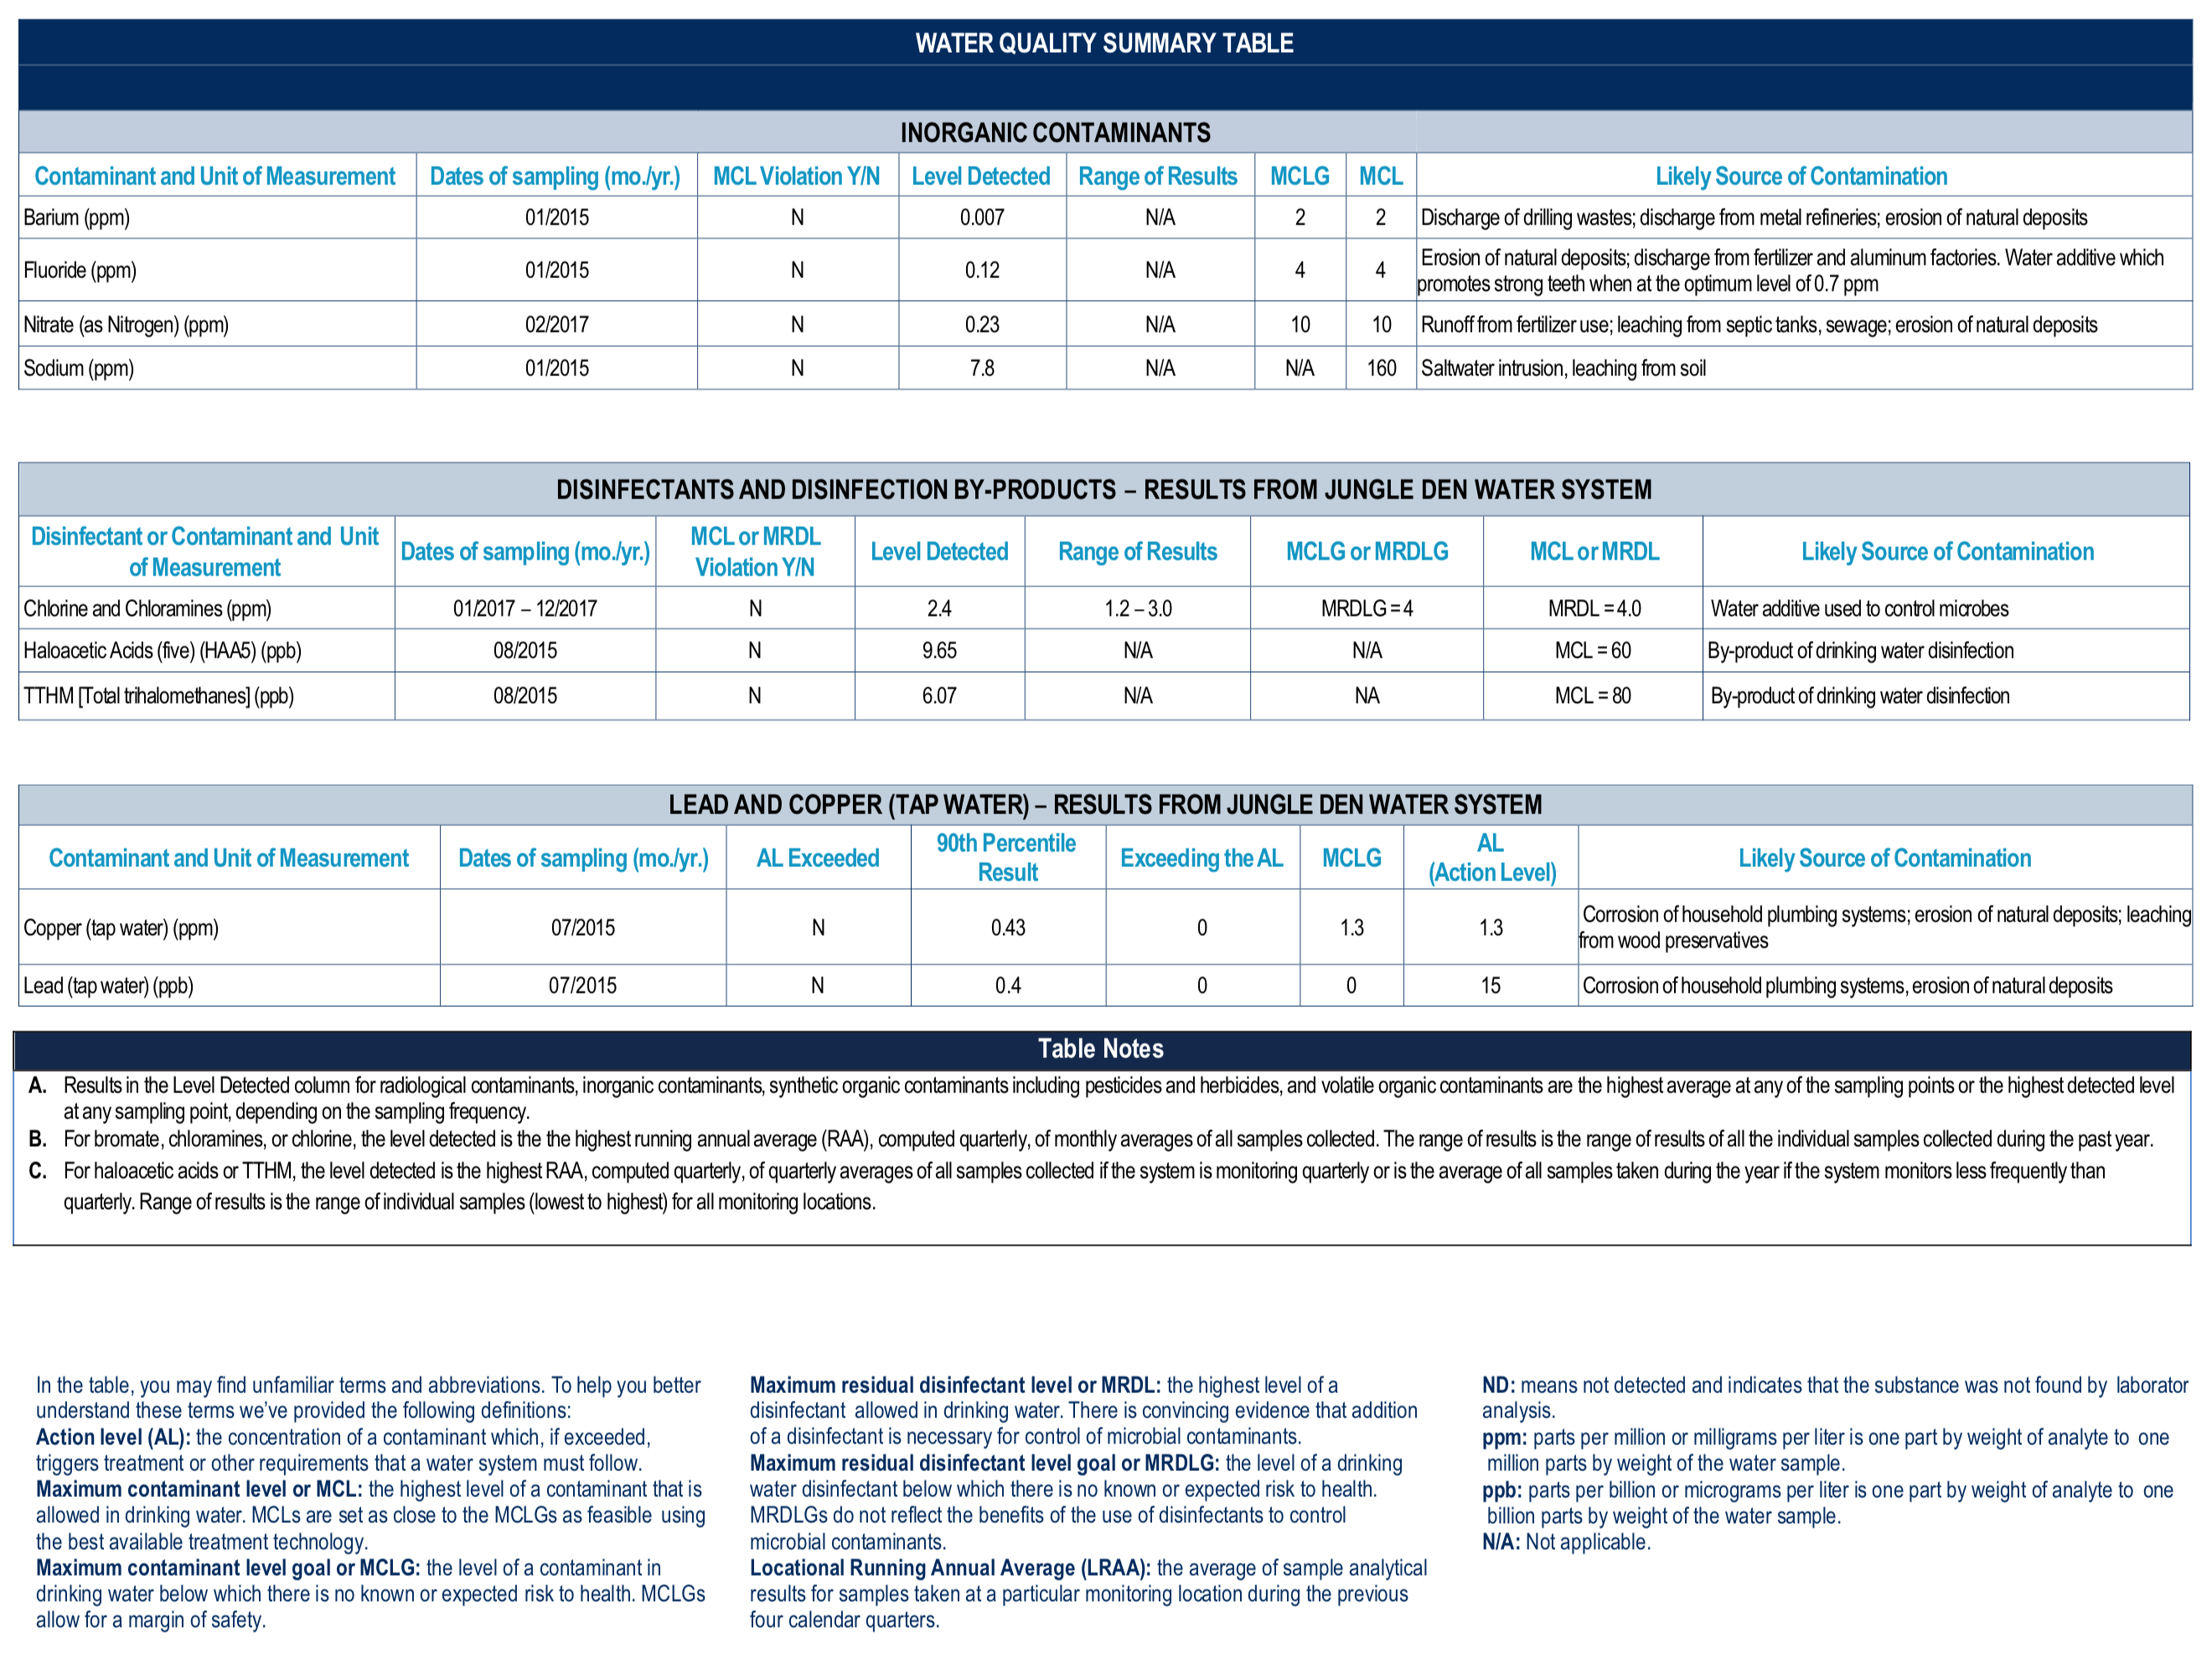 WATER QUALITY SUMMARY TABLE
INORGANIC CONTAMINANTS
Contaminant and Unit of Measurement Dates of sampling (mo./yr.) MCL Violation Y/N Level Detected Range of Results MCLG MCL Likely Source of Contamination
Barium (ppm) 01/2015 N 0.007 N/A 2 2 Discharge of drilling wastes; discharge from metal refineries; erosion of natural deposits
Fluoride (ppm) 01/2015 N 0.12 N/A 4 4 Erosion of natural deposits; discharge from fertilizer and aluminum factories. Water additive which
promotes strong teeth when at the optimum level of 0.7 ppm
Nitrate (as Nitrogen) (ppm) 02/2017 N 0.23 N/A 10 10 Runoff from fertilizer use; leaching from septic tanks, sewage; erosion of natural deposits
Sodium (ppm) 01/2015 N 7.8 N/A N/A 160 Saltwater intrusion, leaching from soil
DISINFECTANTS AND DISINFECTION BY-PRODUCTS – RESULTS FROM JUNGLE DEN WATER SYSTEM
Disinfectant or Contaminant and Unit
of Measurement
Dates of sampling (mo./yr.)
MCL or MRDL
Violation Y/N
Level Detected Range of Results MCLG or MRDLG MCL or MRDL Likely Source of Contamination
Chlorine and Chloramines (ppm) 01/2017 – 12/2017 N 2.4 1.2 – 3.0 MRDLG = 4 MRDL = 4.0 Water additive used to control microbes
Haloacetic Acids (five) (HAA5) (ppb) 08/2015 N 9.65 N/A N/A MCL = 60 By-product of drinking water disinfection
TTHM [Total trihalomethanes] (ppb) 08/2015 N 6.07 N/A NA MCL = 80 By-product of drinking water disinfection
LEAD AND COPPER (TAP WATER) – RESULTS FROM JUNGLE DEN WATER SYSTEM
Contaminant and Unit of Measurement Dates of sampling (mo./yr.) AL Exceeded
90th Percentile
Result
Exceeding the AL MCLG
AL
(Action Level)
Likely Source of Contamination
Copper (tap water) (ppm) 07/2015 N 0.43 0 1.3 1.3 Corrosion of household plumbing systems; erosion of natural deposits; leaching
from wood preservatives
Lead (tap water) (ppb) 07/2015 N 0.4 0 0 15 Corrosion of household plumbing systems, erosion of natural deposits
Table Notes
A. Results in the Level Detected column for radiological contaminants, inorganic contaminants, synthetic organic contaminants including pesticides and herbicides, and volatile organic contaminants are the highest average at any of the sampling points or the highest detected level
at any sampling point, depending on the sampling frequency.
B. For bromate, chloramines, or chlorine, the level detected is the the highest running annual average (RAA), computed quarterly, of monthly averages of all samples collected. The range of results is the range of results of all the individual samples collected during the past year.
C. For haloacetic acids or TTHM, the level detected is the highest RAA, computed quarterly, of quarterly averages of all samples collected if the system is monitoring quarterly or is the average of all samples taken during the year if the system monitors less frequently than
quarterly. Range of results is the range of individual samples (lowest to highest) for all monitoring locations.
In the table, you may find unfamiliar terms and abbreviations. To help you better
understand these terms we've provided the following definitions:
Action level (AL): the concentration of a contaminant which, if exceeded,
triggers treatment or other requirements that a water system must follow.
Maximum contaminant level or MCL: the highest level of a contaminant that is
allowed in drinking water. MCLs are set as close to the MCLGs as feasible using
the best available treatment technology.
Maximum contaminant level goal or MCLG: the level of a contaminant in
drinking water below which there is no known or expected risk to health. MCLGs
allow for a margin of safety.
Maximum residual disinfectant level or MRDL: the highest level of a
disinfectant allowed in drinking water. There is convincing evidence that addition
of a disinfectant is necessary for control of microbial contaminants.
Maximum residual disinfectant level goal or MRDLG: the level of a drinking
water disinfectant below which there is no known or expected risk to health.
MRDLGs do not reflect the benefits of the use of disinfectants to control
microbial contaminants.
Locational Running Annual Average (LRAA): the average of sample analytical
results for samples taken at a particular monitoring location during the previous
four calendar quarters.
ND: means not detected and indicates that the substance was not found by laborator
analysis.
ppm: parts per million or milligrams per liter is one part by weight of analyte to one
million parts by weight of the water sample.
ppb: parts per billion or micrograms per liter is one part by weight of analyte to one
billion parts by weight of the water sample.
N/A: Not applicable.